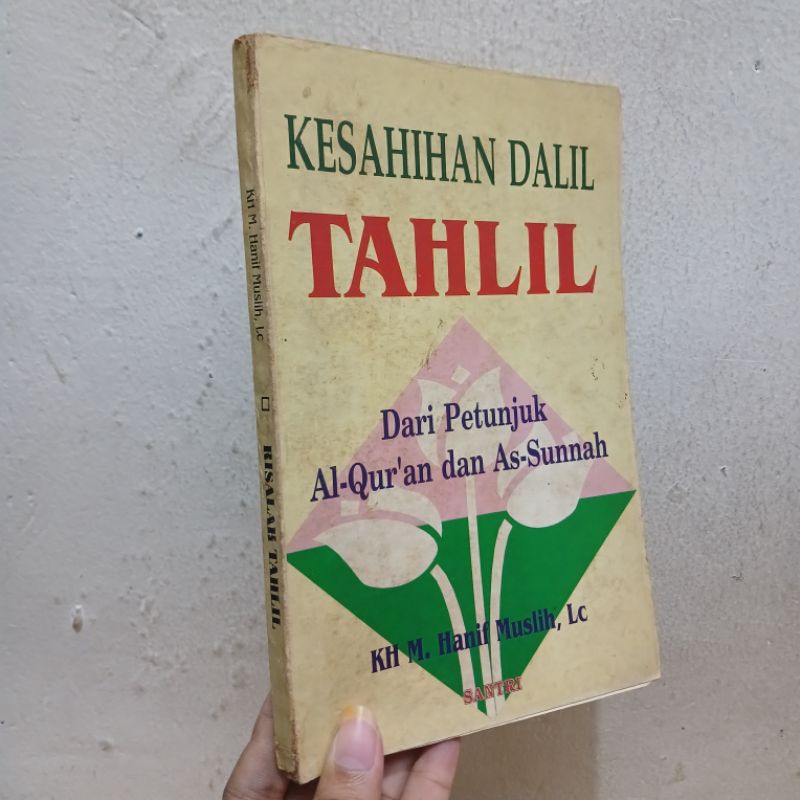 KESAHIHAN DALIL
TAHLIL
Dari Petunjuk
Al-Qur'an dan As-Sunnah
KH M. Hanif Muslih, Lc
SANTRI
KH M. Hanif Muslih, Lc
RISALAH TAHLIL